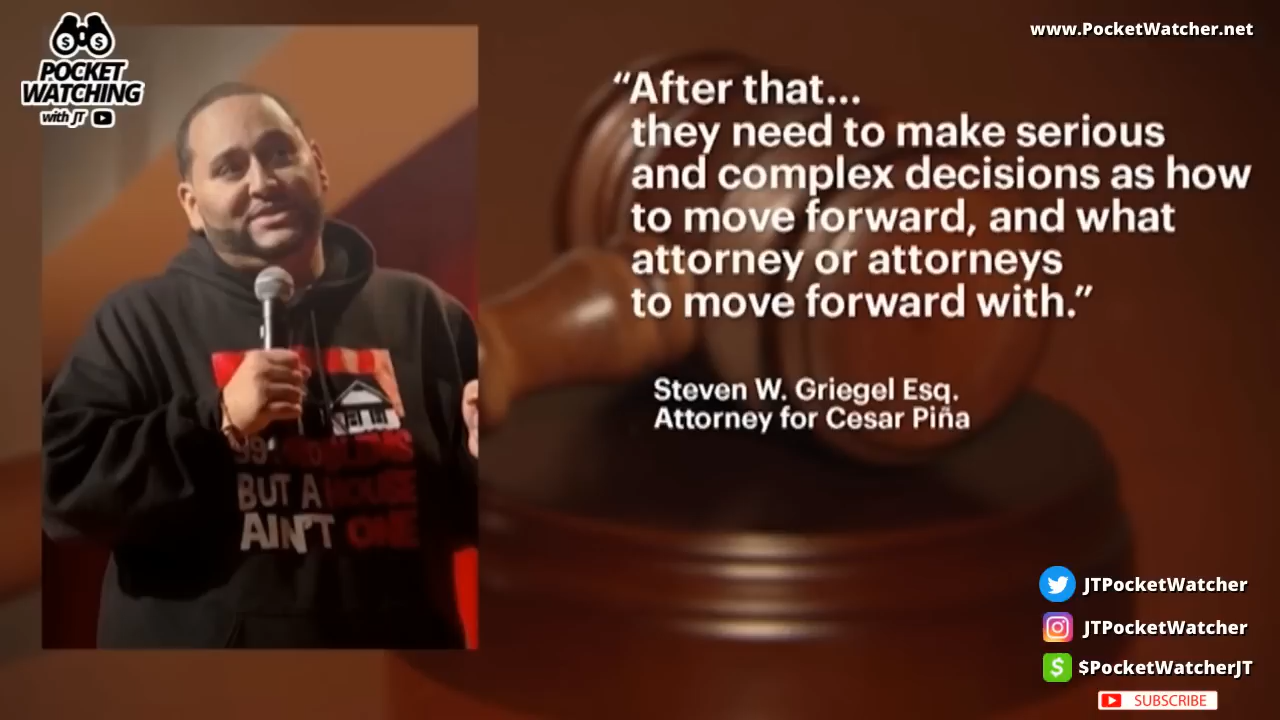 POCKET
WATCHING
with JT
www.PocketWatcher.net
“After that...
they need to make serious
and complex decisions as how
to move forward, and what
attorney or attorneys
to move forward with.”
Steven W. Griegel Esq.
Attorney for Cesar Piña
99 PROBLEMS
BUT A HOUSE
AIN'T ONE
JTPocketWatcher
JTPocketWatcher
$PocketWatcherJT
SUBSCRIBE